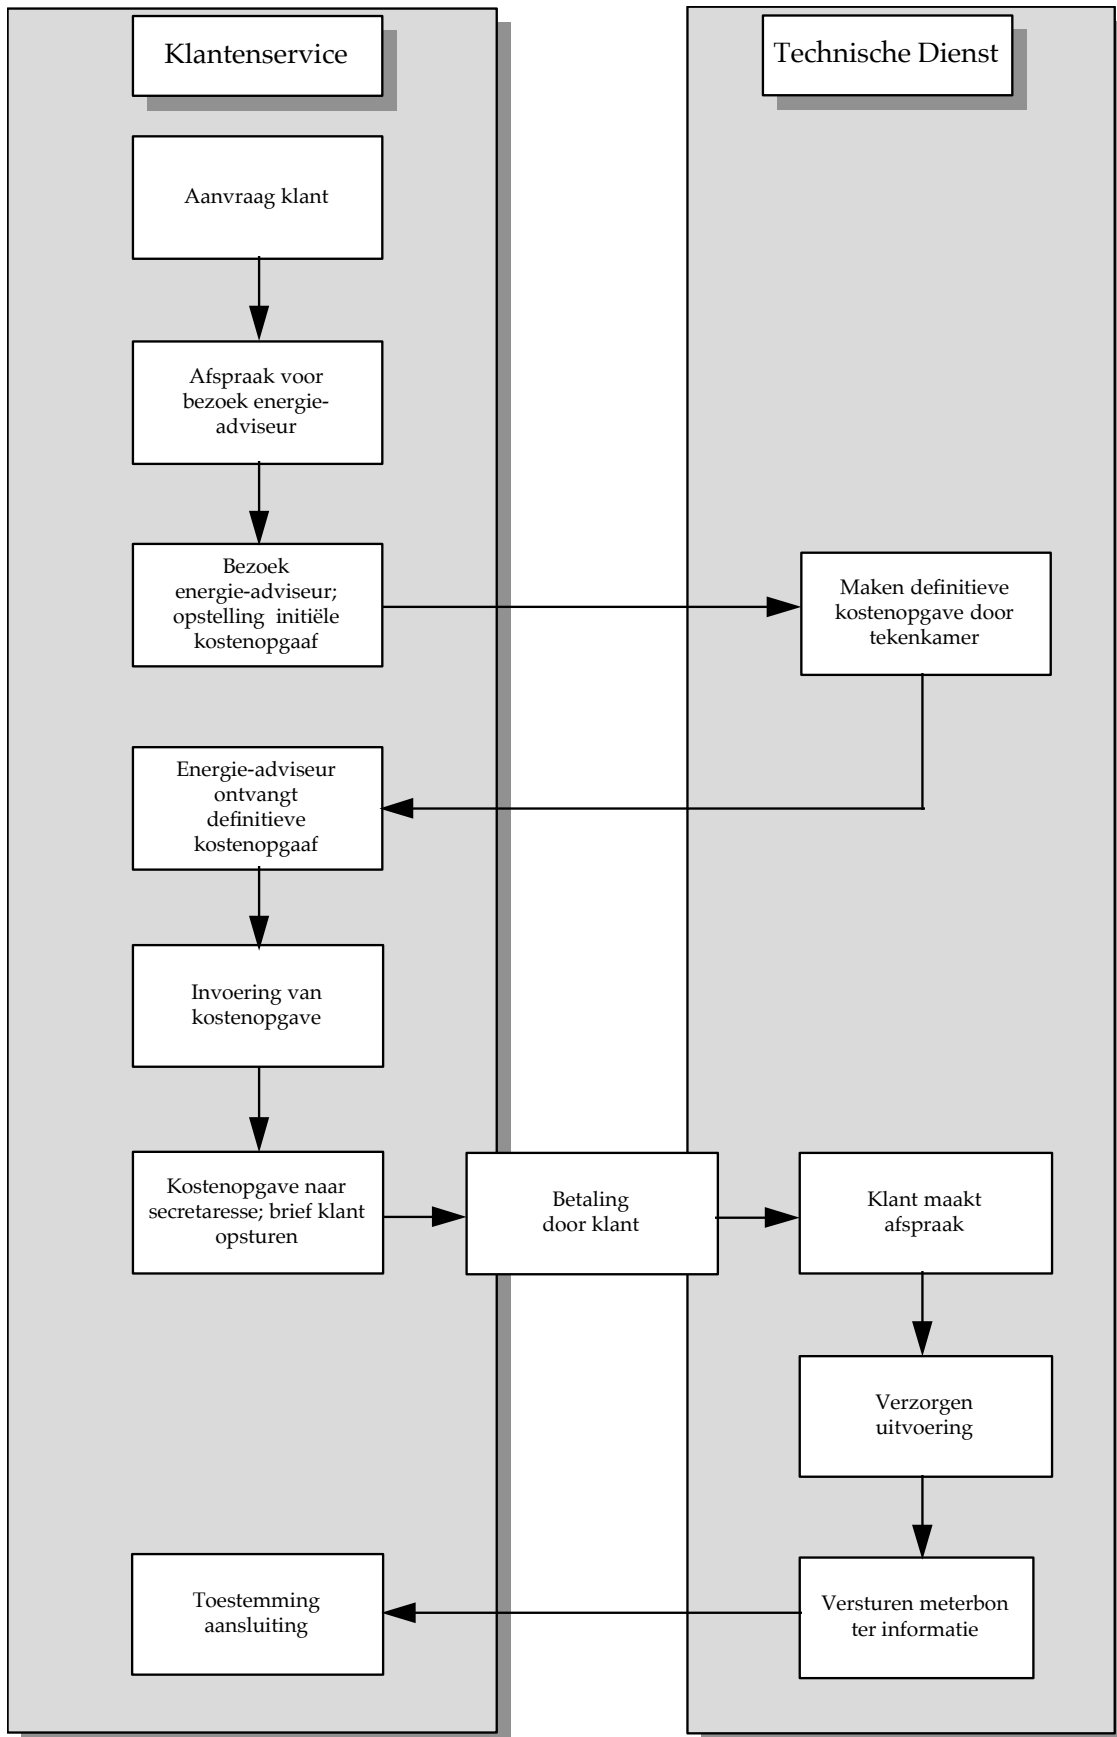 Klantenservice
Technische Dienst
Aanvraag klant
Afspraak voor
bezoek energie-
adviseur
Bezoek
energie-adviseur;
opstelling initiële
kostenopgaaf
Maken definitieve
kostenopgave door
tekenkamer
Energie-adviseur
ontvangt
definitieve
kostenopgaaf
Invoering van
kostenopgave
Kostenopgave naar
secretaresse; brief klant
opsturen
Betaling
door klant
Klant maakt
afspraak
Verzorgen
uitvoering
Versturen meterbon
ter informatie
Toestemming
aansluiting